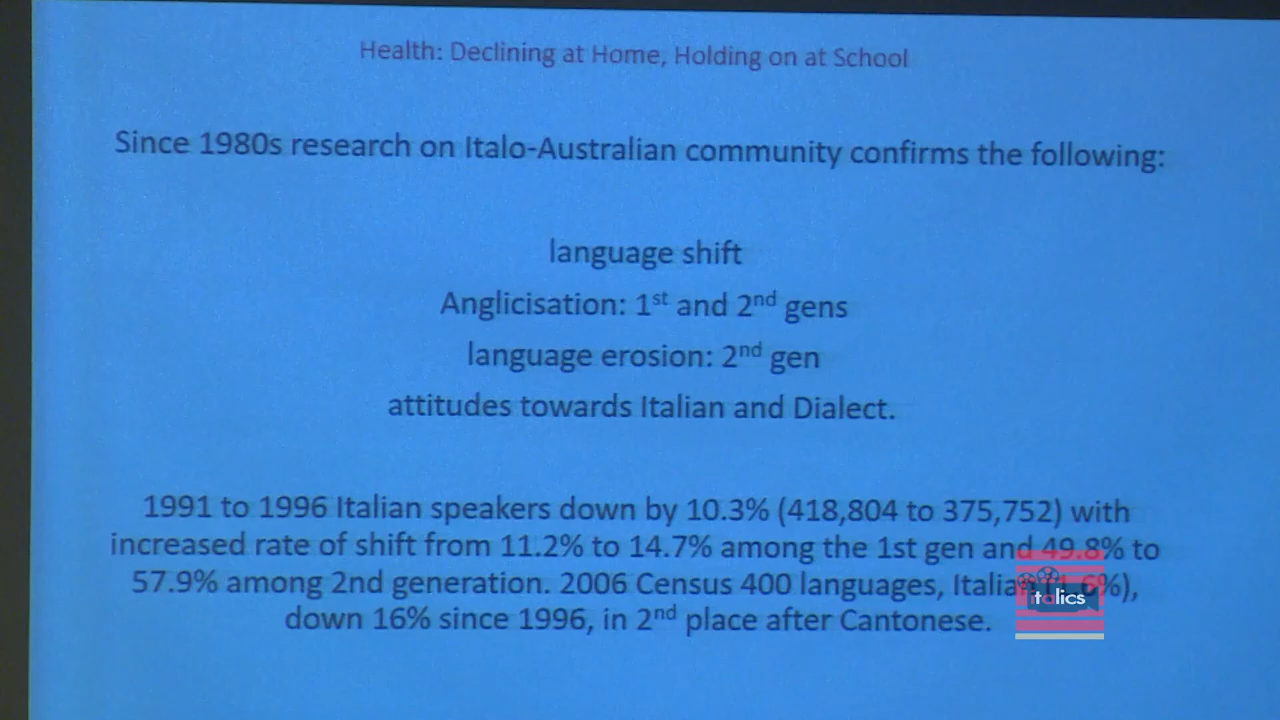 Health: Declining at Home, Holding on at School
Since 1980s research on Italo-Australian community confirms the following:
language shift
Anglicisation: 1st and 2nd gens
language erosion: 2nd gen
attitudes towards Italian and Dialect.
1991 to 1996 Italian speakers down by 10.3% (418,804 to 375,752) with
increased rate of shift from 11.2% to 14.7% among the 1st gen and 49.8% to
57.9% among 2nd generation. 2006 Census 400 languages,
down 16% since 1996, in 2nd place after Cantonese.
italics